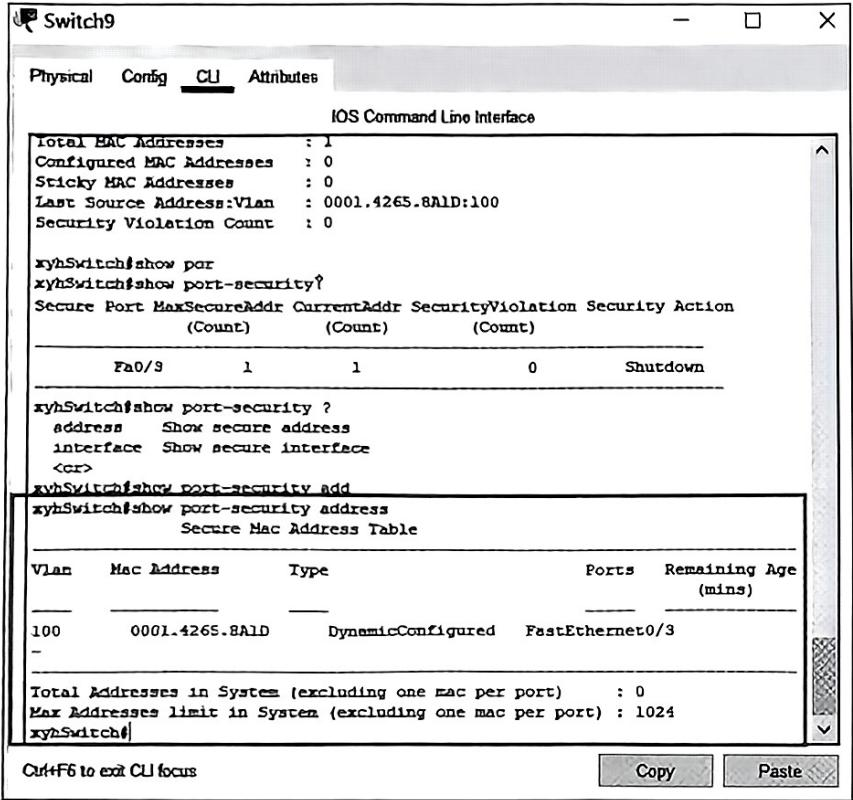 Switch9
Physical Config CLI Attributes
IOS Command Line Interface
Total MAC Addresses : 1
Configured MAC Addresses : 0
Sticky MAC Addresses : 0
Last Source Address:Vlan : 0001.4265.8A1D:100
Security Violation Count : 0
xyhSwitch#show por
xyhSwitch#show port-security?
Secure Port MaxSecureAddr CurrentAddr SecurityViolation Security Action
(Count) (Count) (Count)
Fa0/3 1 1 0 Shutdown
xyhSwitch#show port-security ?
address Show secure address
interface Show secure interface
<cr>
xyhSwitch#show port-security add
xyhSwitch#show port-security address
Secure Mac Address Table
Vlan Mac Address Type Ports Remaining Age
(mins)
100 0001.4265.8A1D DynamicConfigured FastEthernet0/3
-
Total Addresses in System (excluding one mac per port) : 0
Max Addresses limit in System (excluding one mac per port) : 1024
xyhSwitch#
Ctrl+F6 to exit CLI focus
Copy Paste